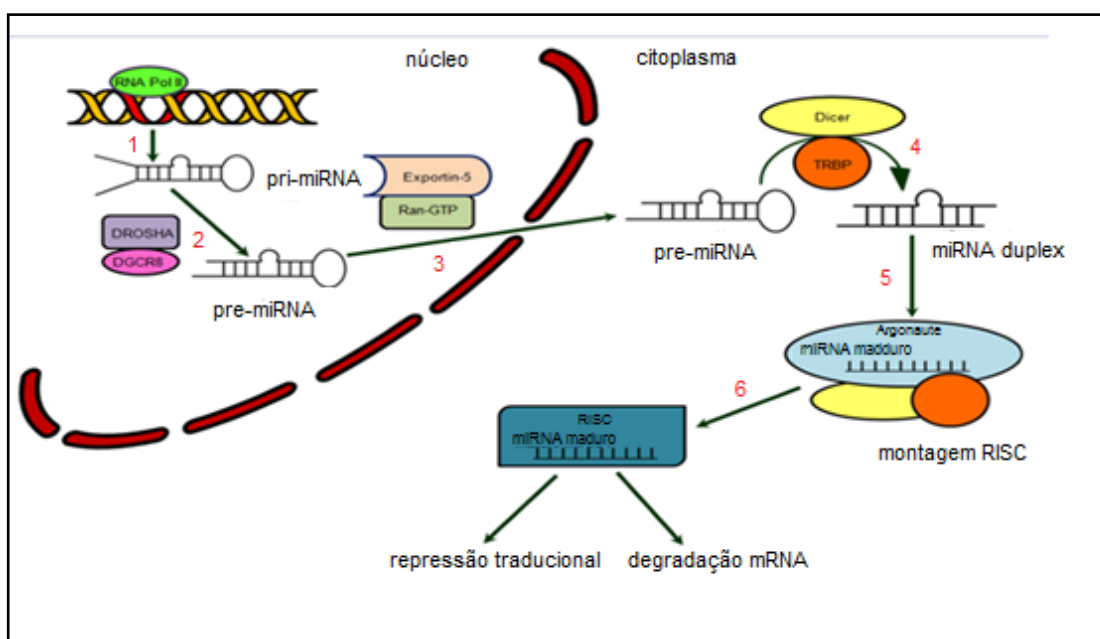 núcleo
citoplasma
RNA Pol II
1
pri-miRNA
Exportin-5
Ran-GTP
DROSHA
DGCR8
2
pre-miRNA
3
Dicer
TRBP
4
pre-miRNA
miRNA duplex
5
Argonaute
mIRNA madduro
montagem RISC
6
RISC
mIRNA maduro
repressão traducional
degradação mRNA